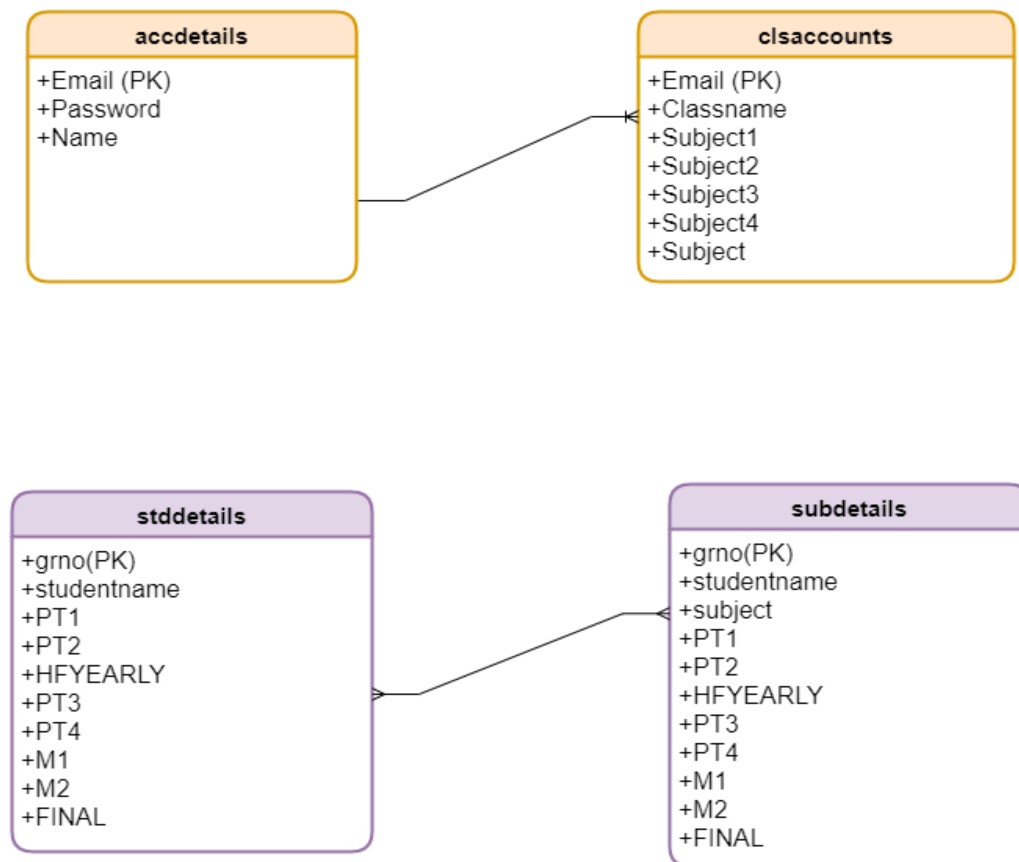 accdetails
+Email (PK)
+Password
+Name
clsaccounts
+Email (PK)
+Classname
+Subject1
+Subject2
+Subject3
+Subject4
+Subject
stddetails
+grno(PK)
+studentname
+PT1
+PT2
+HFYEARLY
+PT3
+PT4
+M1
+M2
+FINAL
subdetails
+grno(PK)
+studentname
+subject
+PT1
+PT2
+HFYEARLY
+PT3
+PT4
+M1
+M2
+FINAL